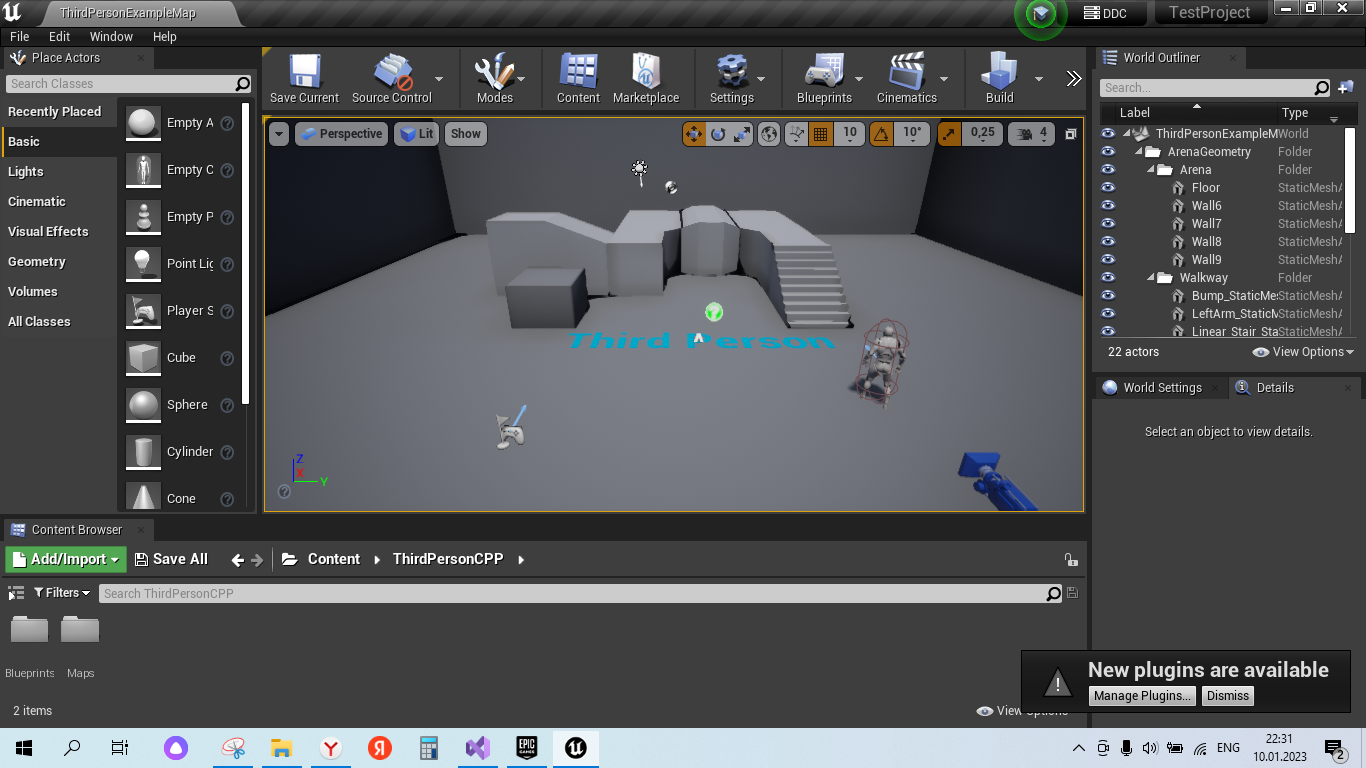 ThirdPersonExampleMap
DDC
TestProject
File Edit Window Help
Place Actors
Search Classes
Recently Placed
Basic
Lights
Cinematic
Visual Effects
Geometry
Volumes
All Classes
Empty A
Empty C
Empty P
Point Lig
Player S
Cube
Sphere
Cylinder
Cone
Save Current
Source Control
Modes
Content
Marketplace
Settings
Blueprints
Cinematics
Build
Perspective
Lit
Show
10
10°
0,25
4
Third Person
Z
X
Y
World Outliner
Search...
Label Type
ThirdPersonExampleM World
ArenaGeometry Folder
Arena Folder
Floor StaticMeshA
Wall6 StaticMeshA
Wall7 StaticMeshA
Wall8 StaticMeshA
Wall9 StaticMeshA
Walkway Folder
Bump_StaticMes StaticMeshA
LeftArm_StaticM StaticMeshA
Linear_Stair_Sta StaticMeshA
22 actors
View Options
World Settings
Details
Select an object to view details.
Content Browser
Add/Import
Save All
Content
ThirdPersonCPP
Filters
Search ThirdPersonCPP
Blueprints
Maps
2 items
View Options
New plugins are available
Manage Plugins...
Dismiss
Y
Я
EPIC
GAMES
ENG
22:31
10.01.2023
2